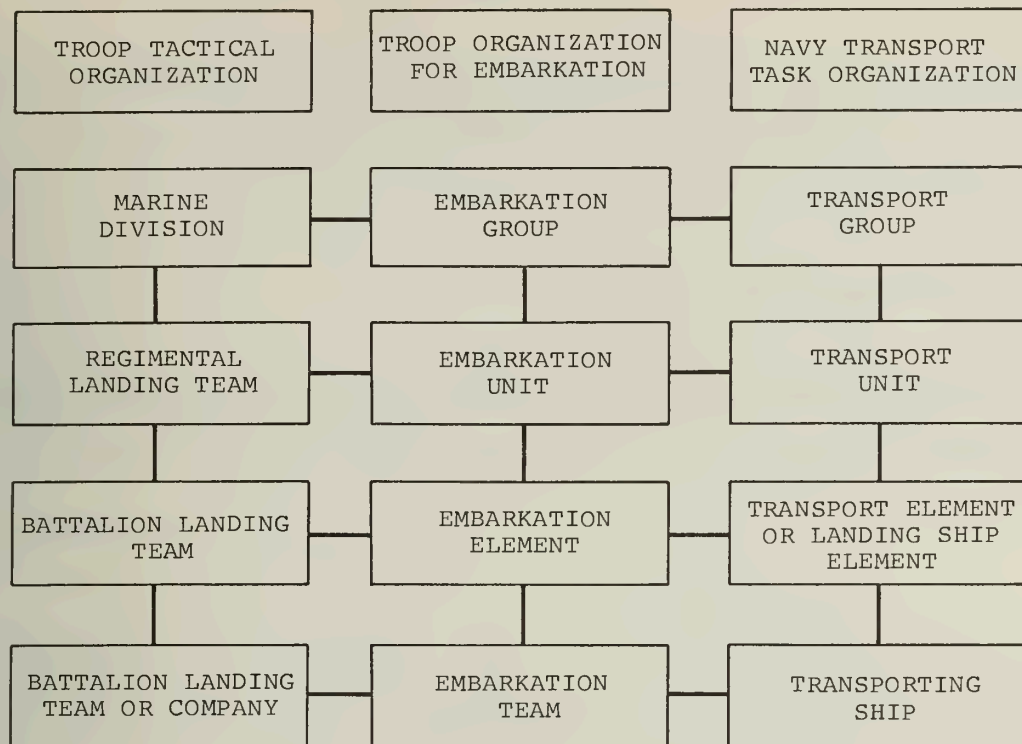 TROOP TACTICAL
ORGANIZATION
TROOP ORGANIZATION
FOR EMBARKATION
NAVY TRANSPORT
TASK ORGANIZATION
MARINE
DIVISION
EMBARKATION
GROUP
TRANSPORT
GROUP
REGIMENTAL
LANDING TEAM
EMBARKATION
UNIT
TRANSPORT
UNIT
BATTALION LANDING
TEAM
EMBARKATION
ELEMENT
TRANSPORT ELEMENT
OR LANDING SHIP
ELEMENT
BATTALION LANDING
TEAM OR COMPANY
EMBARKATION
TEAM
TRANSPORTING
SHIP